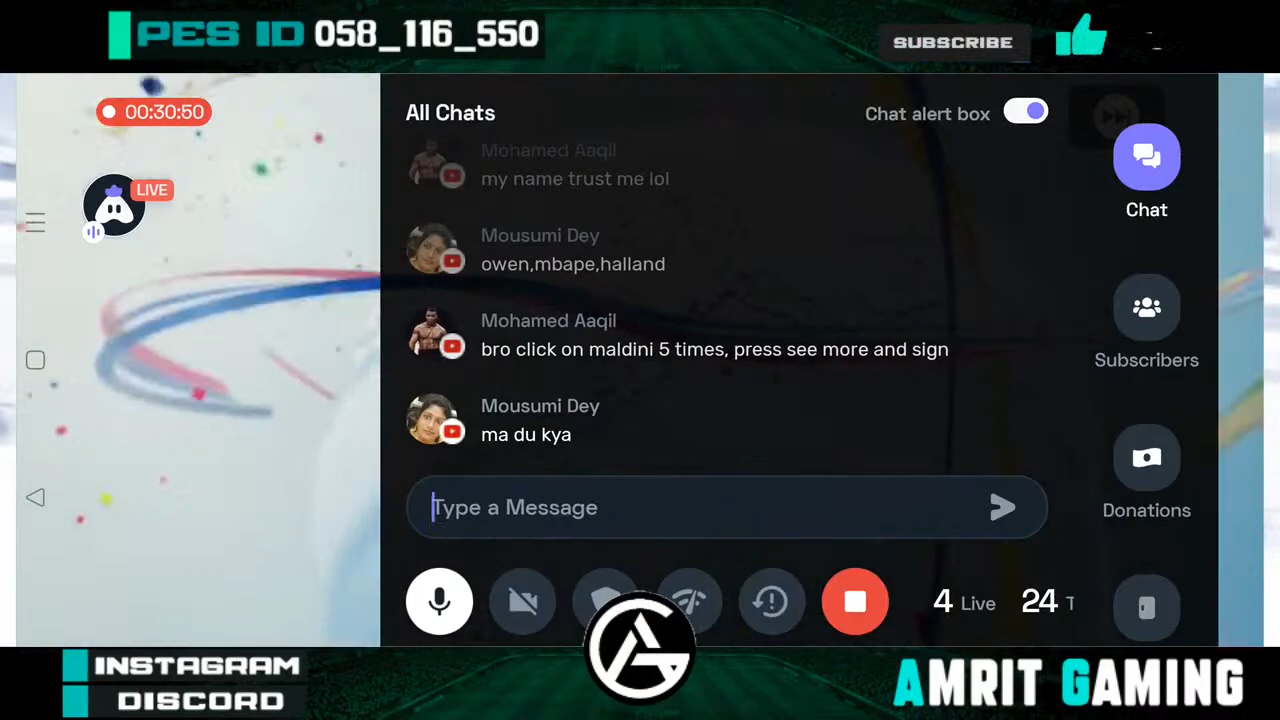 PES ID 058_116_550
SUBSCRIBE
00:30:50
LIVE
All Chats
Chat alert box
Mohamed Aaqil
my name trust me lol
Mousumi Dey
owen,mbape,halland
Mohamed Aaqil
bro click on maldini 5 times, press see more and sign
Mousumi Dey
ma du kya
Type a Message
4 Live 24 T
Chat
Subscribers
Donations
INSTAGRAM
DISCORD
AMRIT GAMING